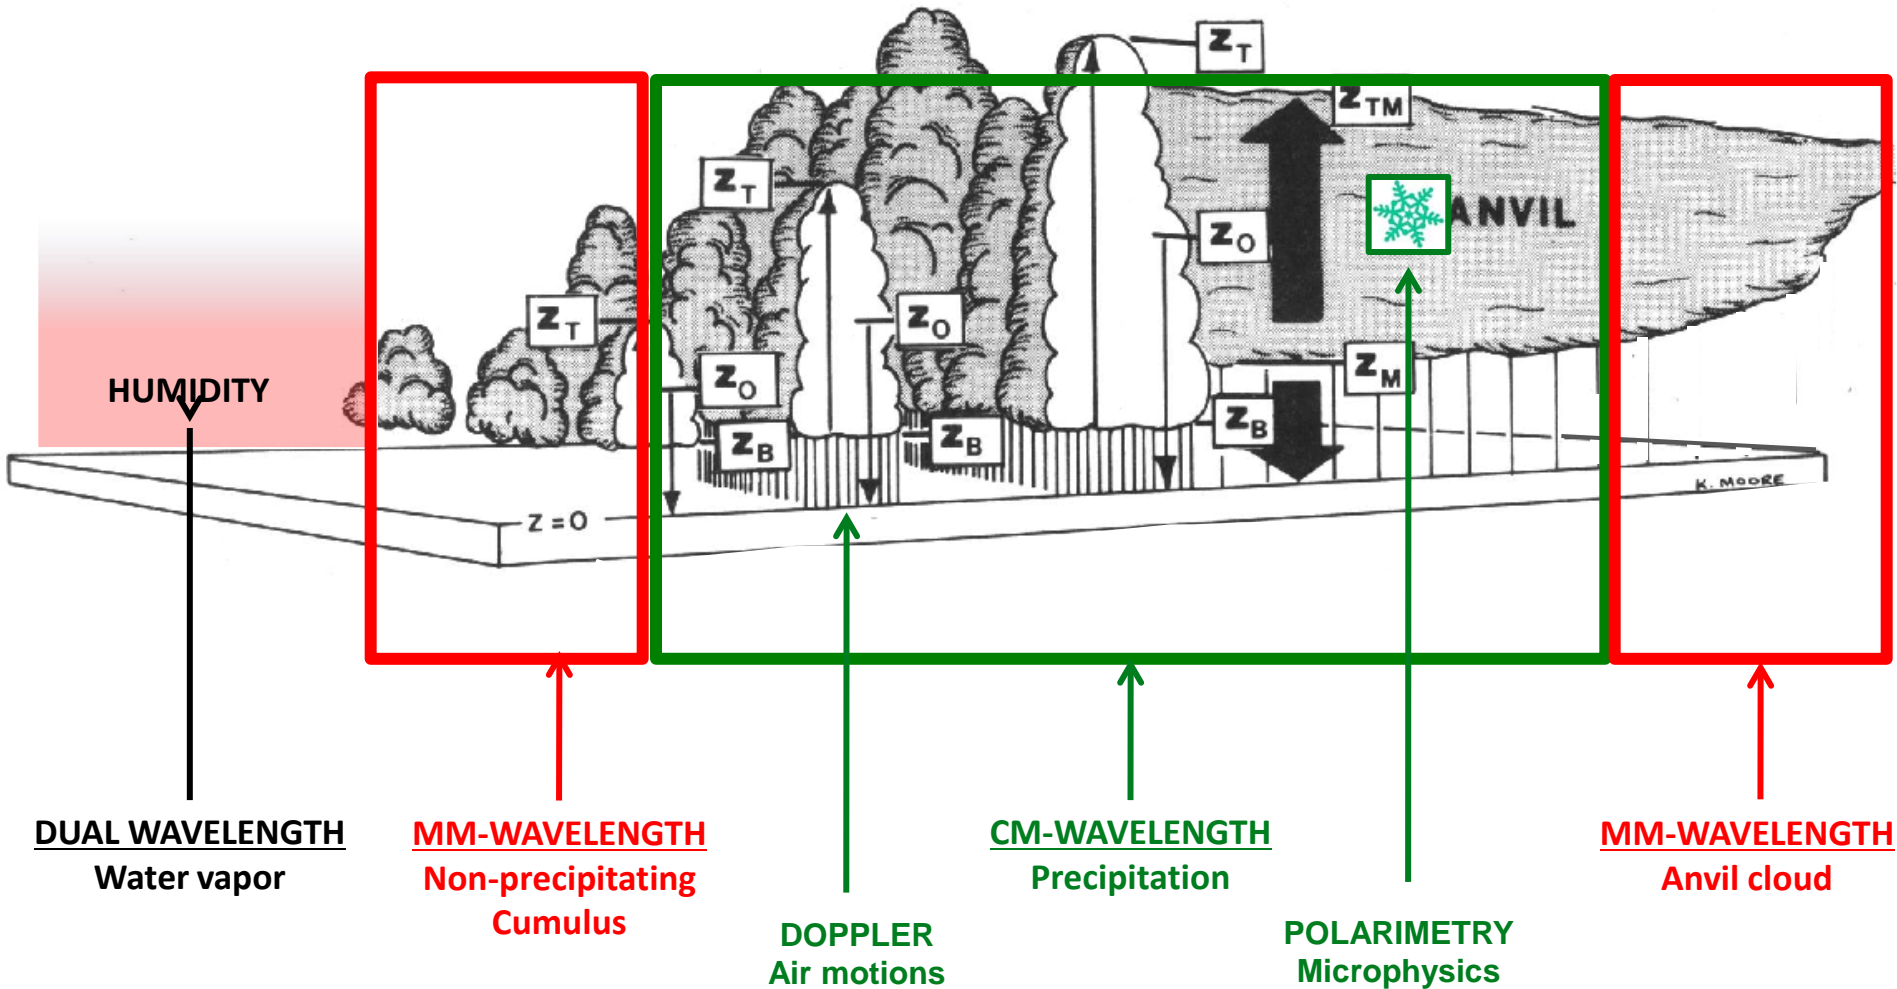 Z_T
Z_TM
Z_T
ANVIL
Z_O
Z_T
Z_O
Z_M
Z_O
HUMIDITY
Z_B
Z_B
Z_B
K. MOORE
Z = 0
DUAL WAVELENGTH
Water vapor
MM-WAVELENGTH
Non-precipitating
Cumulus
CM-WAVELENGTH
Precipitation
MM-WAVELENGTH
Anvil cloud
DOPPLER
Air motions
POLARIMETRY
Microphysics